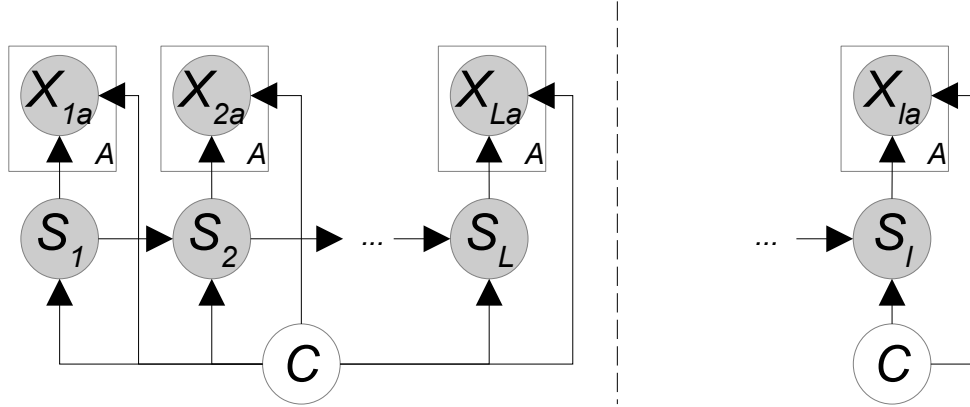 X1a X2a XLa Xla
A A A A
S1 S2 ... SL ... Sl
C C